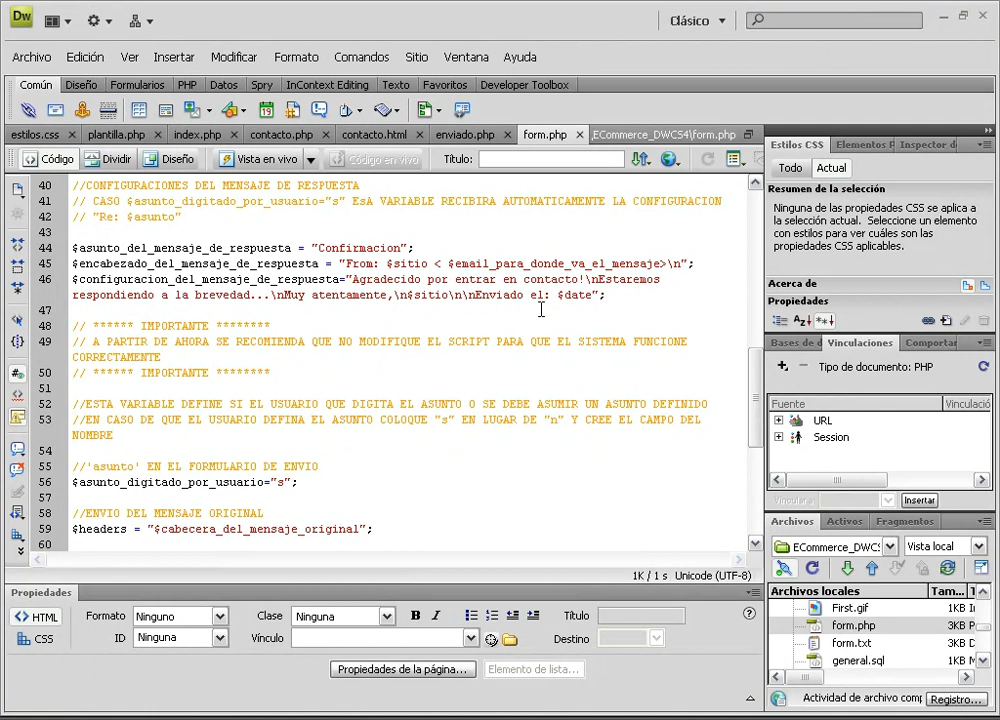 Dw
Clásico
Archivo Edición Ver Insertar Modificar Formato Comandos Sitio Ventana Ayuda
Común Diseño Formularios PHP Datos Spry InContext Editing Texto Favoritos Developer Toolbox
estilos.css plantilla.php index.php contacto.php contacto.html enviado.php form.php ECommerce_DWCS4\form.php
Código Dividir Diseño Vista en vivo Código en vivo Título:
40 //CONFIGURACIONES DEL MENSAJE DE RESPUESTA
41 // CASO $asunto_digitado_por_usuario="s" EsA VARIABLE RECIBIRA AUTOMATICAMENTE LA CONFIGURACION
42 // "Re: $asunto"
43
44 $asunto_del_mensaje_de_respuesta = "Confirmacion";
45 $encabezado_del_mensaje_de_respuesta = "From: $sitio < $email_para_donde_va_el_mensaje>\n";
46 $configuracion_del_mensaje_de_respuesta="Agradecido por entrar en contacto!\nEstaremos
respondiendo a la brevedad...\nMuy atentamente,\n$sitio\n\nEnviado el: $date";
47
48 // ****** IMPORTANTE ********
49 // A PARTIR DE AHORA SE RECOMIENDA QUE NO MODIFIQUE EL SCRIPT PARA QUE EL SISTEMA FUNCIONE
CORRECTAMENTE
50 // ****** IMPORTANTE ********
51
52 //ESTA VARIABLE DEFINE SI EL USUARIO QUE DIGITA EL ASUNTO O SE DEBE ASUMIR UN ASUNTO DEFINIDO
53 //EN CASO DE QUE EL USUARIO DEFINA EL ASUNTO COLOQUE "s" EN LUGAR DE "n" Y CREE EL CAMPO DEL
NOMBRE
54
55 //'asunto' EN EL FORMULARIO DE ENVIO
56 $asunto_digitado_por_usuario="s";
57
58 //ENVIO DEL MENSAJE ORIGINAL
59 $headers = "$cabecera_del_mensaje_original";
60
1K / 1 s Unicode (UTF-8)
Propiedades
HTML Formato Ninguno Clase Ninguna B I Título
CSS ID Ninguna Vínculo Destino
Propiedades de la página... Elemento de lista...
Estilos CSS Elementos Inspector d
Todo Actual
Resumen de la selección
Ninguna de las propiedades CSS se aplica a
la selección actual. Seleccione un elemento
con estilos para ver cuáles son las
propiedades CSS aplicables.
Acerca de
Propiedades
Bases de Vinculaciones Comportar
Tipo de documento: PHP
Fuente Vinculació
URL
Session
Vincular a: Insertar
Archivos Activos Fragmentos
ECommerce_DWCS Vista local
Archivos locales Tam... T
First.gif 1KB I
form.php 3KB P
form.txt 3KB D
general.sql 1KB A
Actividad de archivo comp Registro...